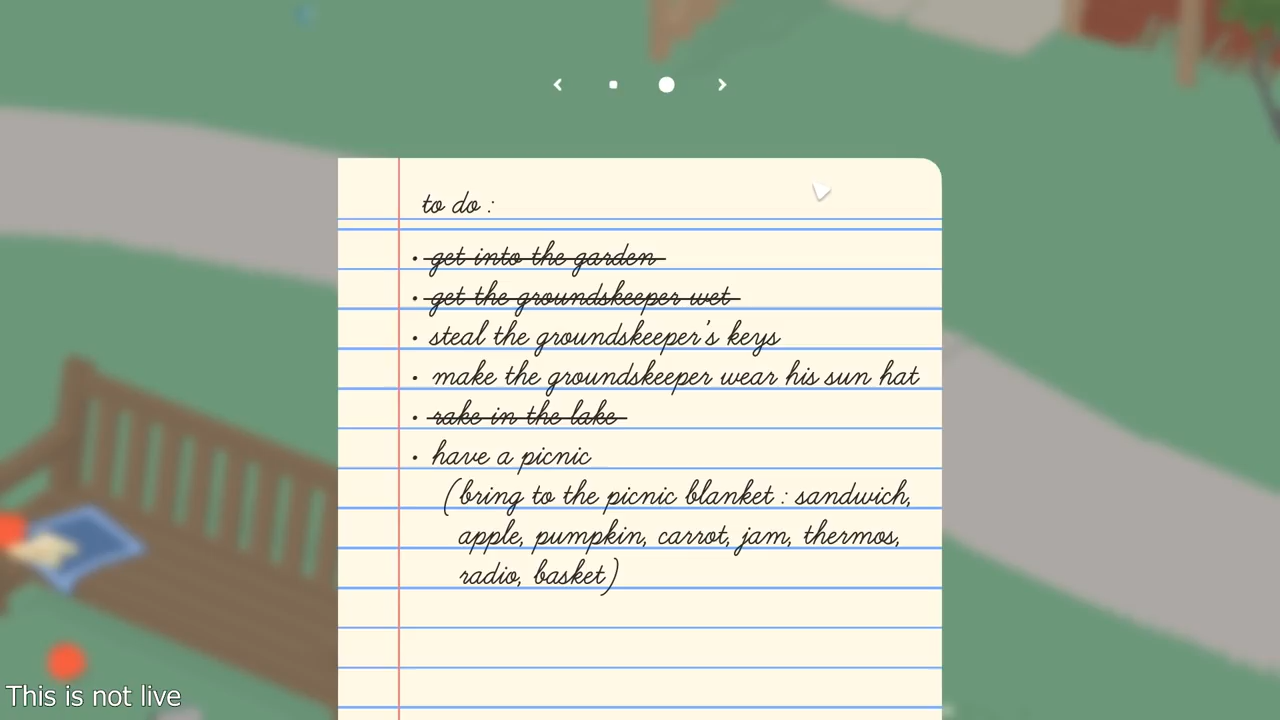 to do :
• get into the garden
• get the groundskeeper wet
• steal the groundskeeper's keys
• make the groundskeeper wear his sun hat
• rake in the lake
• have a picnic
(bring to the picnic blanket : sandwich,
apple, pumpkin, carrot, jam, thermos,
radio, basket)
This is not live